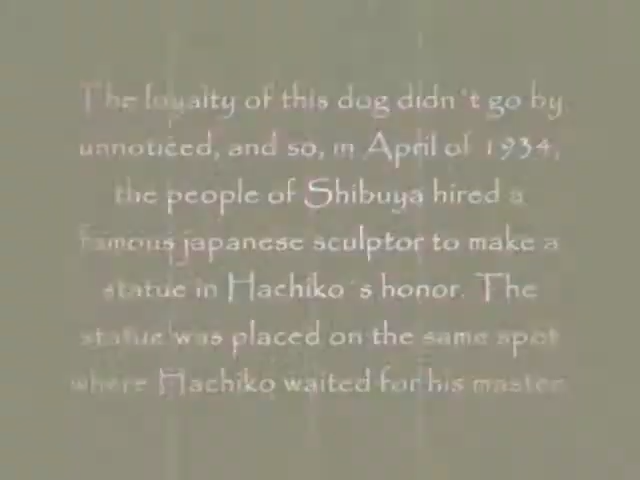 The loyalty of this dog didn't go by
unnoticed, and so, in April of 1934,
the people of Shibuya hired a
famous japanese sculptor to make a
statue in Hachiko's honor. The
statue was placed on the same spot
where Hachiko waited for his master.